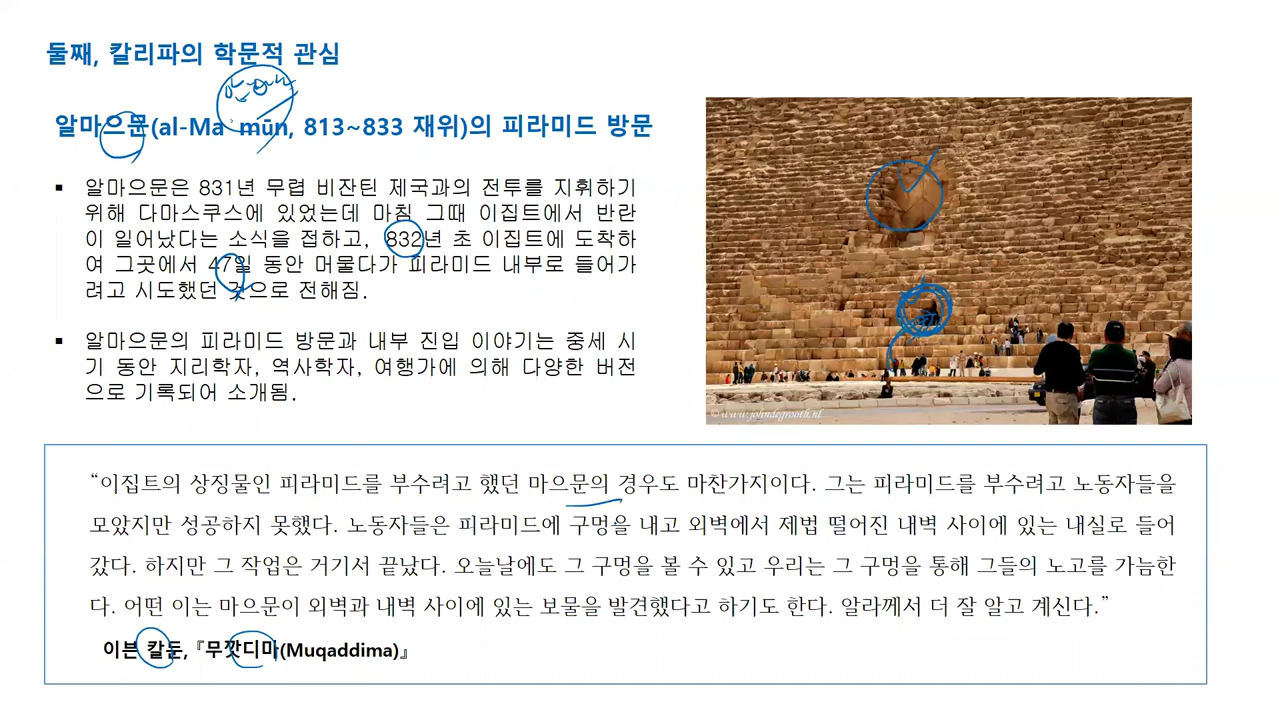 둘째, 칼리파의 학문적 관심
알마으문(al-Ma᾽mūn, 813~833 재위)의 피라미드 방문
▪ 알마으문은 831년 무렵 비잔틴 제국과의 전투를 지휘하기
위해 다마스쿠스에 있었는데 마침 그때 이집트에서 반란
이 일어났다는 소식을 접하고, 832년 초 이집트에 도착하
여 그곳에서 47일 동안 머물다가 피라미드 내부로 들어가
려고 시도했던 것으로 전해짐.
▪ 알마으문의 피라미드 방문과 내부 진입 이야기는 중세 시
기 동안 지리학자, 역사학자, 여행가에 의해 다양한 버전
으로 기록되어 소개됨.
© www.johndegrooth.nl
“이집트의 상징물인 피라미드를 부수려고 했던 마으문의 경우도 마찬가지이다. 그는 피라미드를 부수려고 노동자들을
모았지만 성공하지 못했다. 노동자들은 피라미드에 구멍을 내고 외벽에서 제법 떨어진 내벽 사이에 있는 내실로 들어
갔다. 하지만 그 작업은 거기서 끝났다. 오늘날에도 그 구멍을 볼 수 있고 우리는 그 구멍을 통해 그들의 노고를 가늠한
다. 어떤 이는 마으문이 외벽과 내벽 사이에 있는 보물을 발견했다고 하기도 한다. 알라께서 더 잘 알고 계신다.”
이븐 칼둔, 『무깟디마(Muqaddima)』